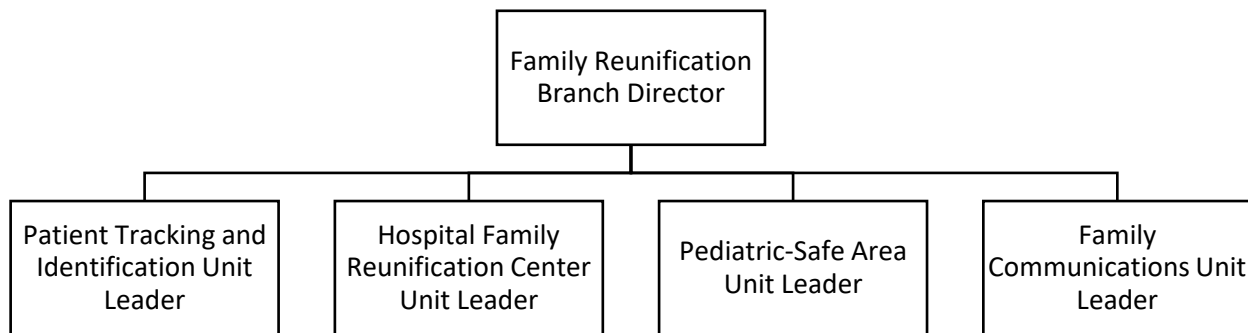 Family Reunification
Branch Director
Patient Tracking and
Identification Unit
Leader
Hospital Family
Reunification Center
Unit Leader
Pediatric-Safe Area
Unit Leader
Family
Communications Unit
Leader